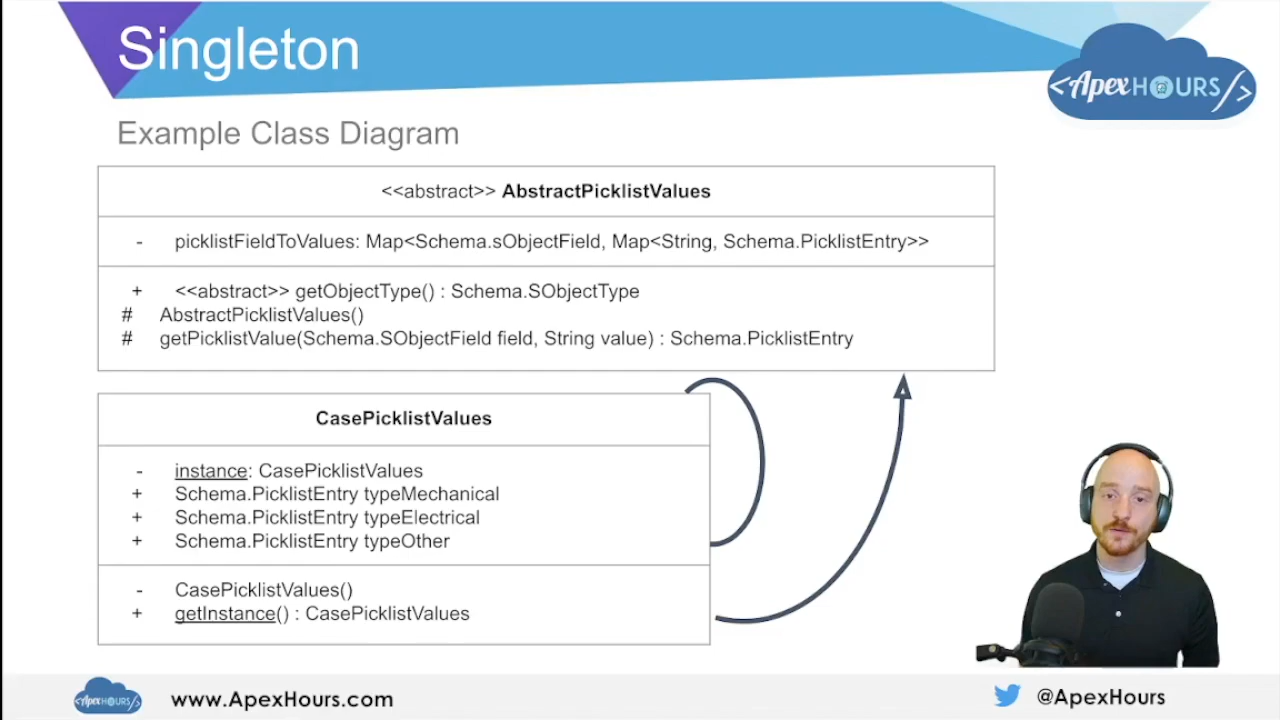 Singleton
<ApexHOURS/>
Example Class Diagram
<<abstract>> AbstractPicklistValues
- picklistFieldToValues: Map<Schema.sObjectField, Map<String, Schema.PicklistEntry>>
+ <<abstract>> getObjectType() : Schema.SObjectType
# AbstractPicklistValues()
# getPicklistValue(Schema.SObjectField field, String value) : Schema.PicklistEntry
CasePicklistValues
- instance: CasePicklistValues
+ Schema.PicklistEntry typeMechanical
+ Schema.PicklistEntry typeElectrical
+ Schema.PicklistEntry typeOther
- CasePicklistValues()
+ getInstance() : CasePicklistValues
<ApexHOURS/> www.ApexHours.com @ApexHours